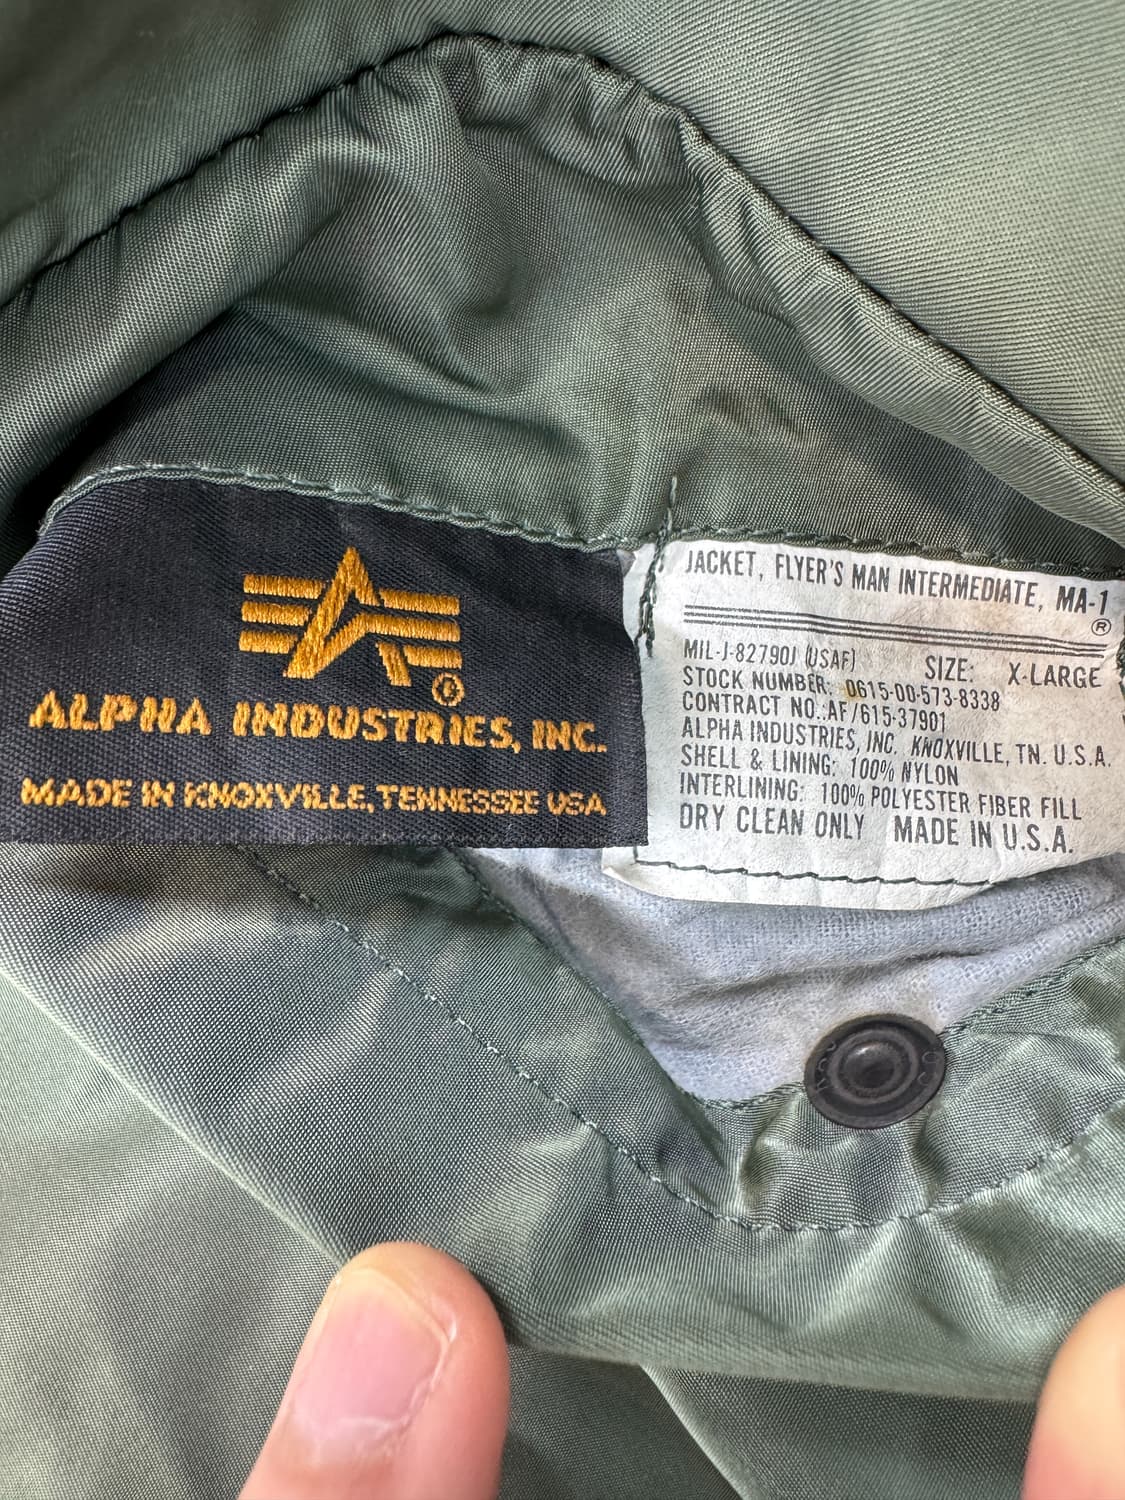 ALPHA INDUSTRIES, INC.
MADE IN KNOXVILLE, TENNESSEE USA
JACKET, FLYER'S MAN INTERMEDIATE, MA-1
®
MIL-J-82790J (USAF) SIZE: X-LARGE
STOCK NUMBER: 0615-00-573-8338
CONTRACT NO.:AF/615-37901
ALPHA INDUSTRIES, INC. KNOXVILLE, TN. U.S.A.
SHELL & LINING: 100% NYLON
INTERLINING: 100% POLYESTER FIBER FILL
DRY CLEAN ONLY MADE IN U.S.A.